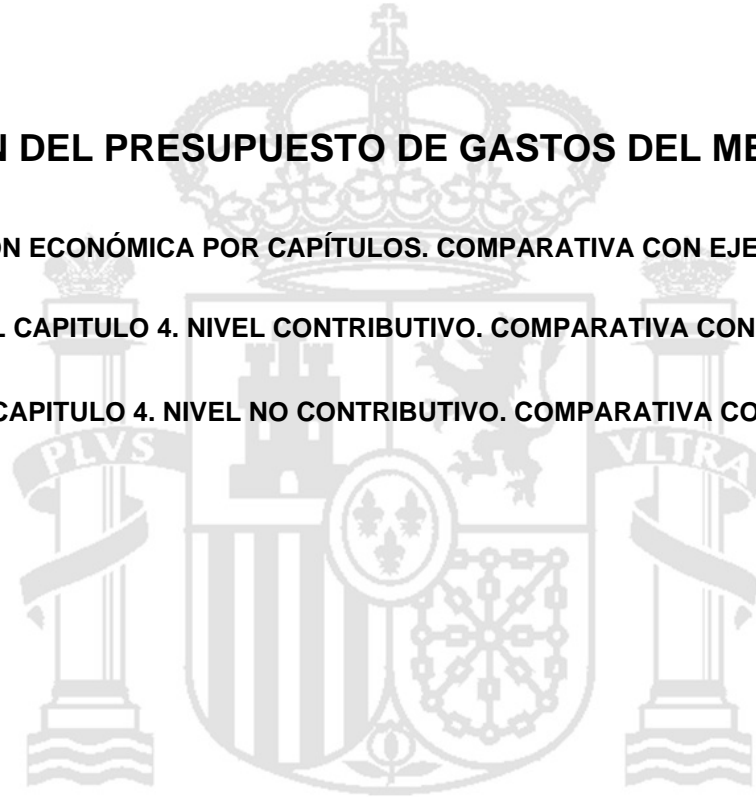 N DEL PRESUPUESTO DE GASTOS DEL ME
ÓN ECONÓMICA POR CAPÍTULOS. COMPARATIVA CON EJE
L CAPITULO 4. NIVEL CONTRIBUTIVO. COMPARATIVA CON
CAPITULO 4. NIVEL NO CONTRIBUTIVO. COMPARATIVA CO
PLVS VLTRA